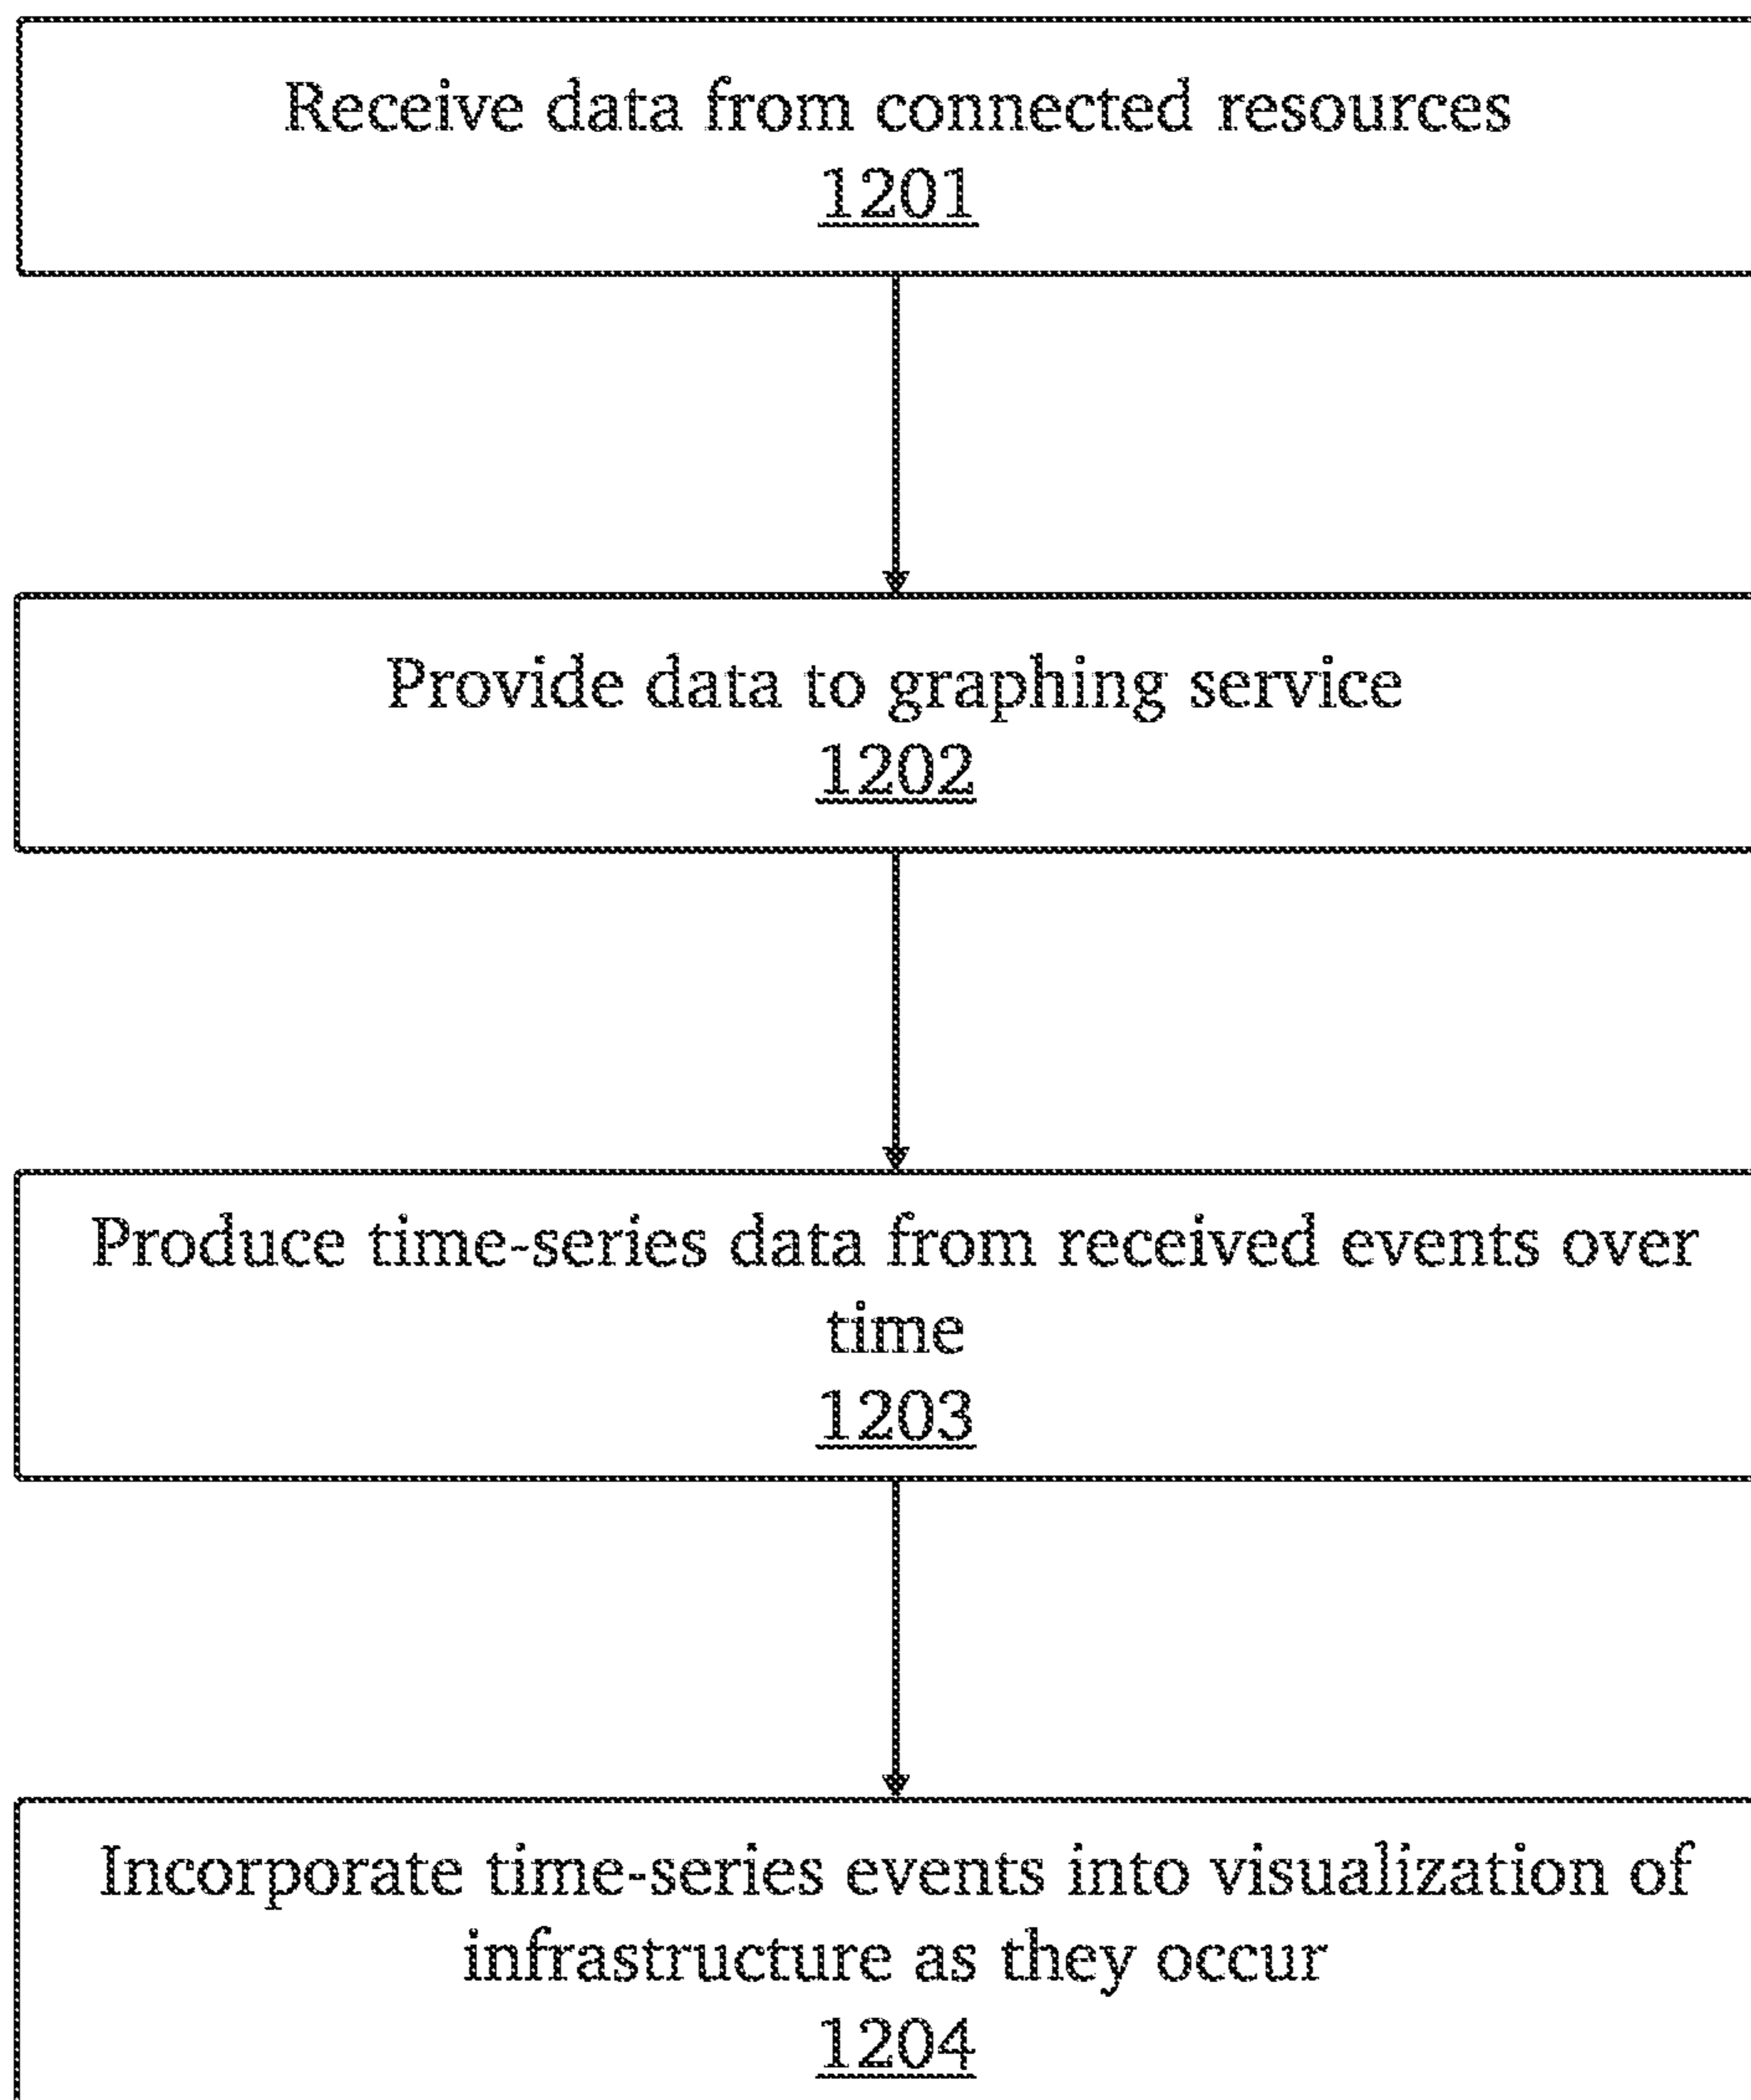 Receive data from connected resources
1201
Provide data to graphing service
1202
Produce time-series data from received events over
time
1203
Incorporate time-series events into visualization of
infrastructure as they occur
1204